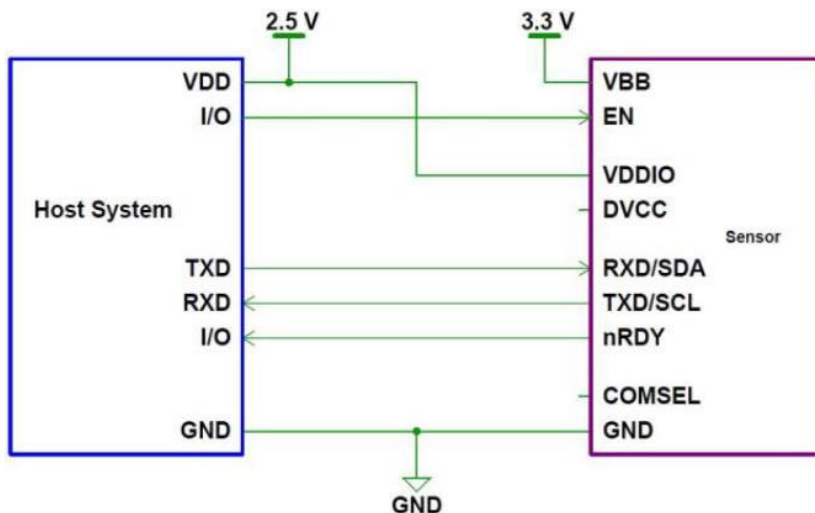 2.5 V
3.3 V
VDD
I/O
Host System
TXD
RXD
I/O
GND
VBB
EN
VDDIO
DVCC
Sensor
RXD/SDA
TXD/SCL
nRDY
COMSEL
GND
GND